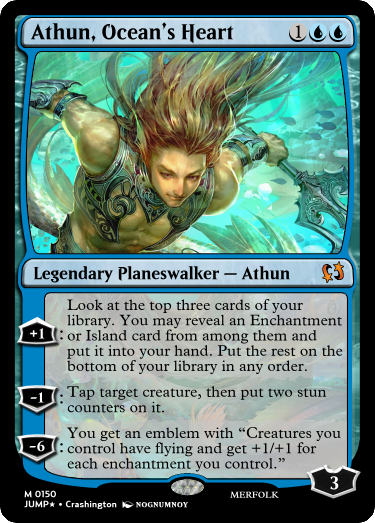 Athun, Ocean's Heart 1
Legendary Planeswalker — Athun
Look at the top three cards of your
library. You may reveal an Enchantment
+1: or Island card from among them and
put it into your hand. Put the rest on the
bottom of your library in any order.
-1: Tap target creature, then put two stun
counters on it.
You get an emblem with “Creatures you
-6: control have flying and get +1/+1 for
each enchantment you control.”
3
M 0150 MERFOLK
JUMP★ • Crashington NOGNUMNOY